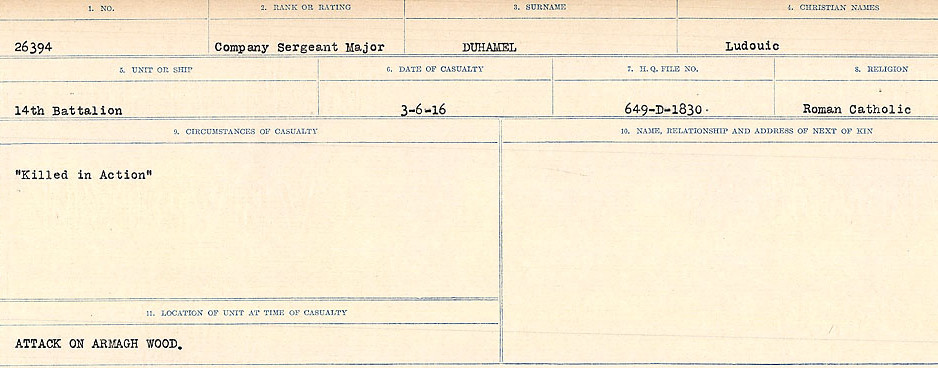 1. NO. 2. RANK OR RATING 3. SURNAME 4. CHRISTIAN NAMES
26394 Company Sergeant Major DUHAMEL Ludouic
5. UNIT OR SHIP 6. DATE OF CASUALTY 7. H. Q. FILE NO. 8. RELIGION
14th Battalion 3-6-16 649-D-1830. Roman Catholic
9. CIRCUMSTANCES OF CASUALTY 10. NAME, RELATIONSHIP AND ADDRESS OF NEXT OF KIN
"Killed in Action"
11. LOCATION OF UNIT AT TIME OF CASUALTY
ATTACK ON ARMAGH WOOD.